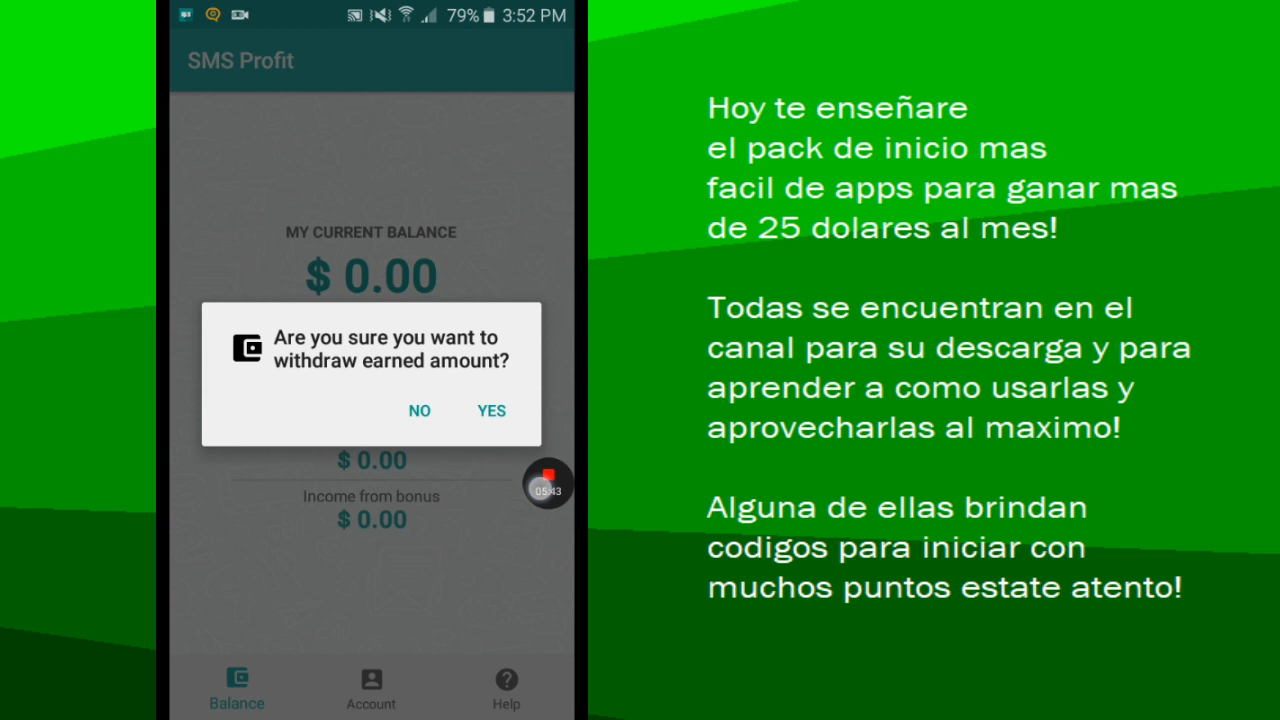 79% 3:52 PM
SMS Profit
MY CURRENT BALANCE
$ 0.00
Are you sure you want to
withdraw earned amount?
NO YES
$ 0.00
05:43
Income from bonus
$ 0.00
Balance Account Help
Hoy te enseñare
el pack de inicio mas
facil de apps para ganar mas
de 25 dolares al mes!
Todas se encuentran en el
canal para su descarga y para
aprender a como usarlas y
aprovecharlas al maximo!
Alguna de ellas brindan
codigos para iniciar con
muchos puntos estate atento!